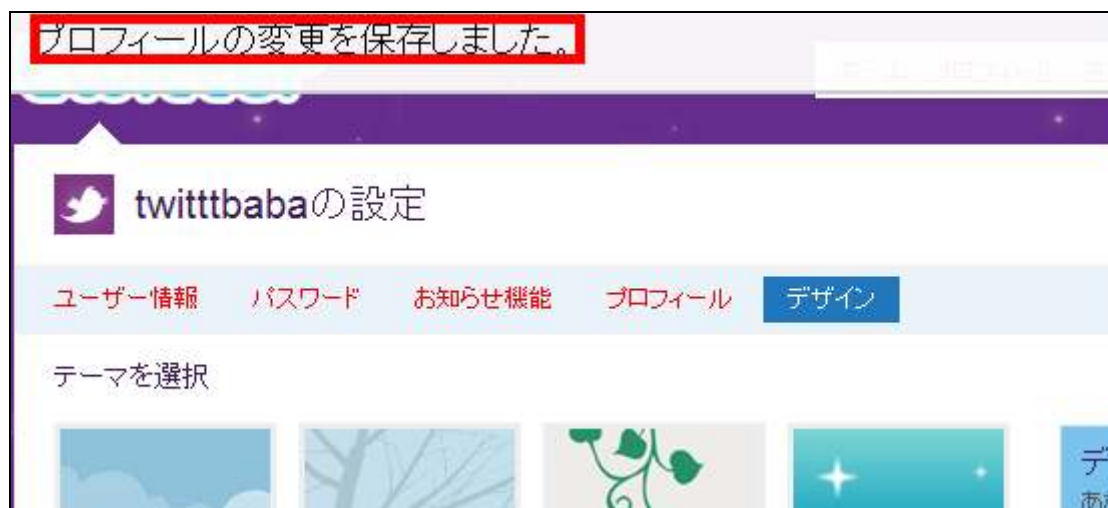 プロフィールの変更を保存しました。
twitttbabaの設定
ユーザー情報 パスワード お知らせ機能 プロフィール デザイン
テーマを選択